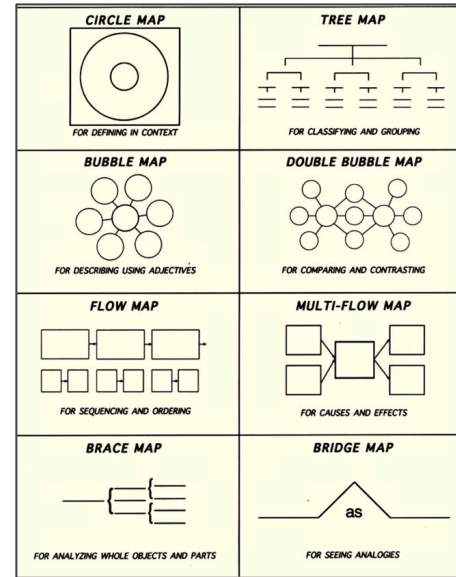 CIRCLE MAP
FOR DEFINING IN CONTEXT
TREE MAP
FOR CLASSIFYING AND GROUPING
BUBBLE MAP
FOR DESCRIBING USING ADJECTIVES
DOUBLE BUBBLE MAP
FOR COMPARING AND CONTRASTING
FLOW MAP
FOR SEQUENCING AND ORDERING
MULTI-FLOW MAP
FOR CAUSES AND EFFECTS
BRACE MAP
FOR ANALYZING WHOLE OBJECTS AND PARTS
BRIDGE MAP
as
FOR SEEING ANALOGIES